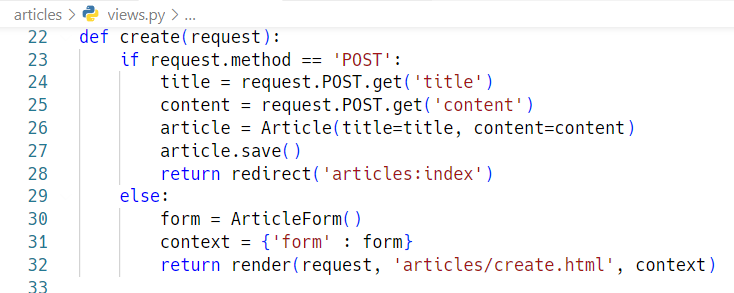 articles > views.py > ...
22 def create(request):
23     if request.method == 'POST':
24         title = request.POST.get('title')
25         content = request.POST.get('content')
26         article = Article(title=title, content=content)
27         article.save()
28         return redirect('articles:index')
29     else:
30         form = ArticleForm()
31         context = {'form' : form}
32         return render(request, 'articles/create.html', context)
33